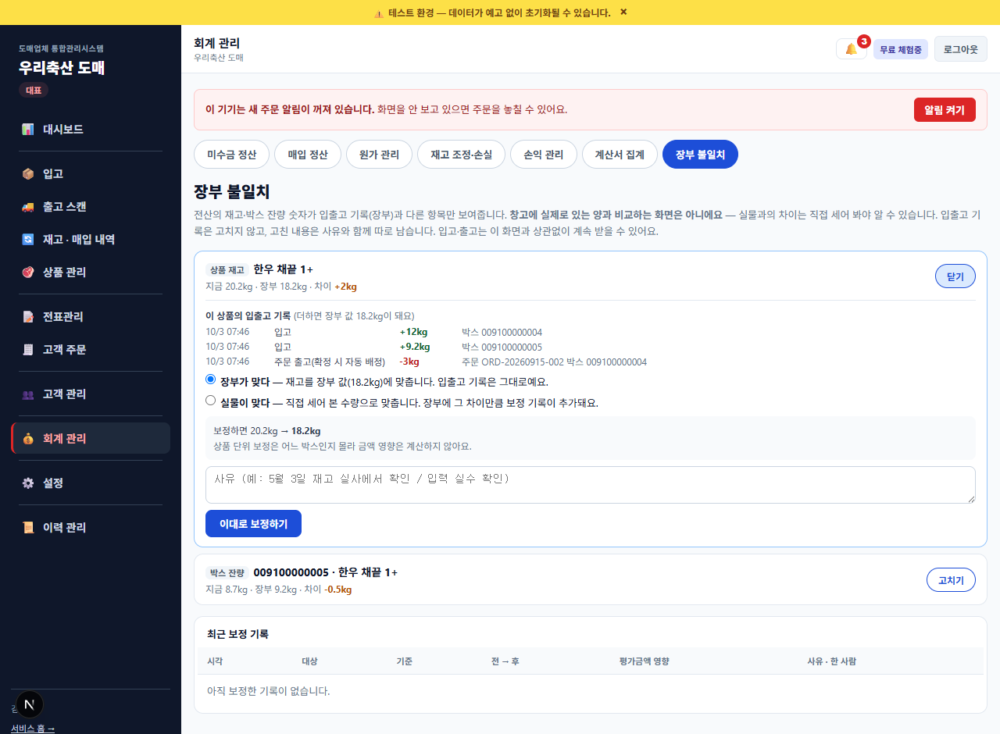 ⚠️ 테스트 환경 — 데이터가 예고 없이 초기화될 수 있습니다. ×
도매업체 통합관리시스템
우리축산 도매
대표
대시보드
입고
출고 스캔
재고 · 매입 내역
상품 관리
전표관리
고객 주문
고객 관리
회계 관리
설정
이력 관리
N
서비스 홈 →
회계 관리
우리축산 도매
3
무료 체험중
로그아웃
이 기기는 새 주문 알림이 꺼져 있습니다. 화면을 안 보고 있으면 주문을 놓칠 수 있어요.
알림 켜기
미수금 정산 매입 정산 원가 관리 재고 조정·손실 손익 관리 계산서 집계 장부 불일치
장부 불일치
전산의 재고·박스 잔량 숫자가 입출고 기록(장부)과 다른 항목만 보여줍니다. 창고에 실제로 있는 양과 비교하는 화면은 아니에요 — 실물과의 차이는 직접 세어 봐야 알 수 있습니다. 입출고 기
록은 고치지 않고, 고친 내용은 사유와 함께 따로 남습니다. 입고·출고는 이 화면과 상관없이 계속 받을 수 있어요.
상품 재고 한우 채끝 1+
지금 20.2kg · 장부 18.2kg · 차이 +2kg
닫기
이 상품의 입출고 기록 (더하면 장부 값 18.2kg이 돼요)
10/3 07:46 입고 +12kg 박스 009100000004
10/3 07:46 입고 +9.2kg 박스 009100000005
10/3 07:46 주문 출고(확정 시 자동 배정) -3kg 주문 ORD-20260915-002 박스 009100000004
장부가 맞다 — 재고를 장부 값(18.2kg)에 맞춥니다. 입출고 기록은 그대로예요.
실물이 맞다 — 직접 세어 본 수량으로 맞춥니다. 장부에 그 차이만큼 보정 기록이 추가돼요.
보정하면 20.2kg → 18.2kg
상품 단위 보정은 어느 박스인지 몰라 금액 영향은 계산하지 않아요.
사유 (예: 5월 3일 재고 실사에서 확인 / 입력 실수 확인)
이대로 보정하기
박스 잔량 009100000005 · 한우 채끝 1+
지금 8.7kg · 장부 9.2kg · 차이 -0.5kg
고치기
최근 보정 기록
시각 대상 기준 전 → 후 평가금액 영향 사유 · 한 사람
아직 보정한 기록이 없습니다.